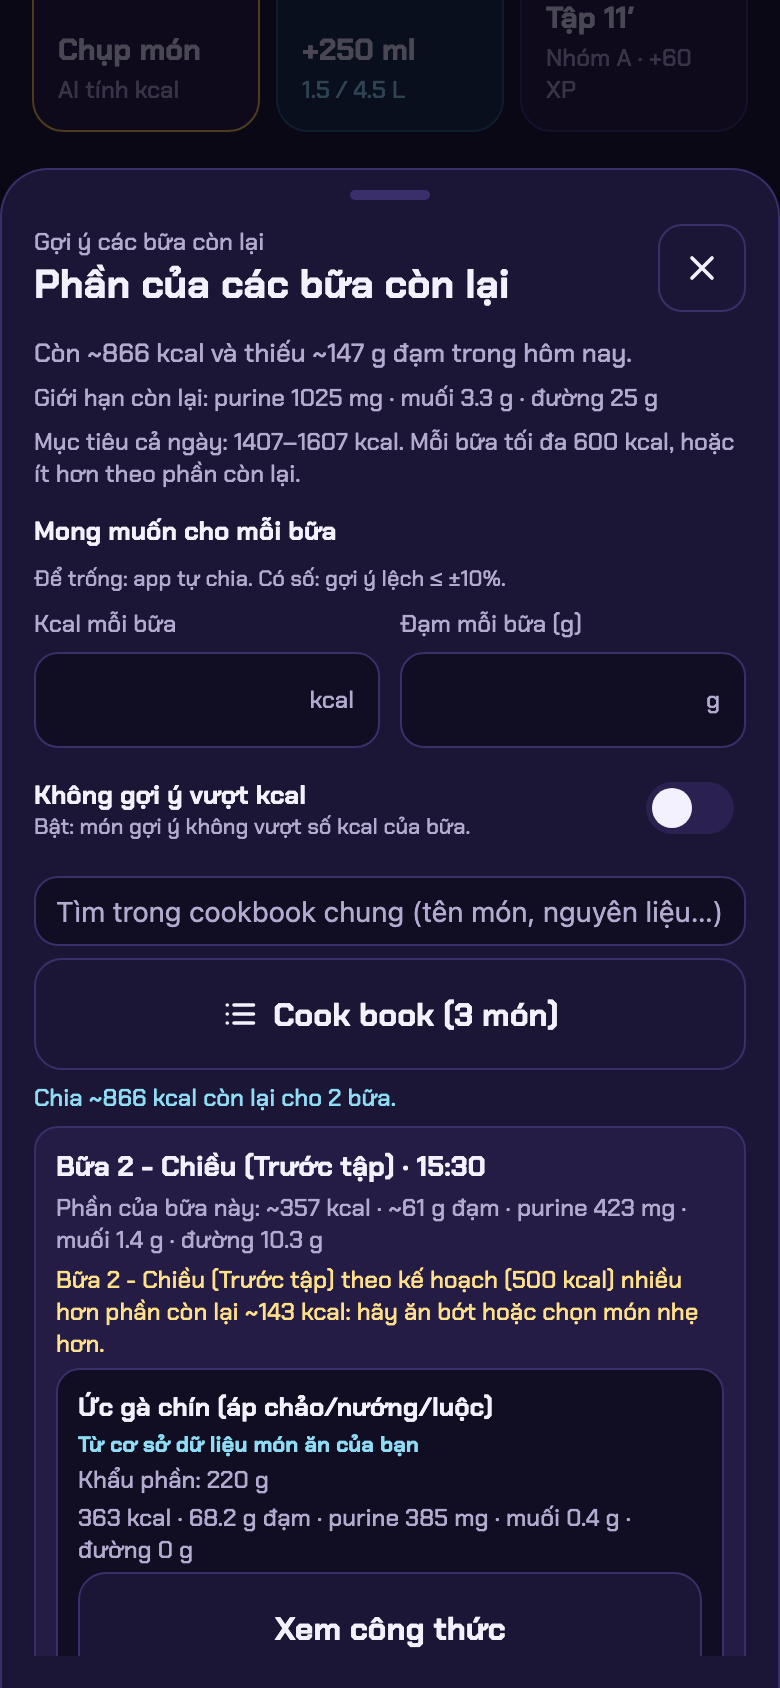 Chụp món
AI tính kcal
+250 ml
1.5 / 4.5 L
Tập 11′
Nhóm A · +60
XP
Gợi ý các bữa còn lại
Phần của các bữa còn lại
Còn ~866 kcal và thiếu ~147 g đạm trong hôm nay.
Giới hạn còn lại: purine 1025 mg · muối 3.3 g · đường 25 g
Mục tiêu cả ngày: 1407–1607 kcal. Mỗi bữa tối đa 600 kcal, hoặc
ít hơn theo phần còn lại.
Mong muốn cho mỗi bữa
Để trống: app tự chia. Có số: gợi ý lệch ≤ ±10%.
Kcal mỗi bữa
Đạm mỗi bữa (g)
kcal
g
Không gợi ý vượt kcal
Bật: món gợi ý không vượt số kcal của bữa.
Tìm trong cookbook chung (tên món, nguyên liệu...)
Cook book (3 món)
Chia ~866 kcal còn lại cho 2 bữa.
Bữa 2 - Chiều (Trước tập) · 15:30
Phần của bữa này: ~357 kcal · ~61 g đạm · purine 423 mg ·
muối 1.4 g · đường 10.3 g
Bữa 2 - Chiều (Trước tập) theo kế hoạch (500 kcal) nhiều
hơn phần còn lại ~143 kcal: hãy ăn bớt hoặc chọn món nhẹ
hơn.
Ức gà chín (áp chảo/nướng/luộc)
Từ cơ sở dữ liệu món ăn của bạn
Khẩu phần: 220 g
363 kcal · 68.2 g đạm · purine 385 mg · muối 0.4 g ·
đường 0 g
Xem công thức